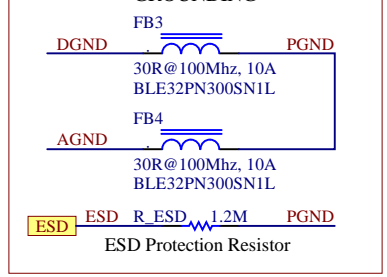 FB3
DGND PGND
30R@100Mhz, 10A
BLE32PN300SN1L
FB4
AGND
30R@100Mhz, 10A
BLE32PN300SN1L
ESD ESD R_ESD 1.2M PGND
ESD Protection Resistor